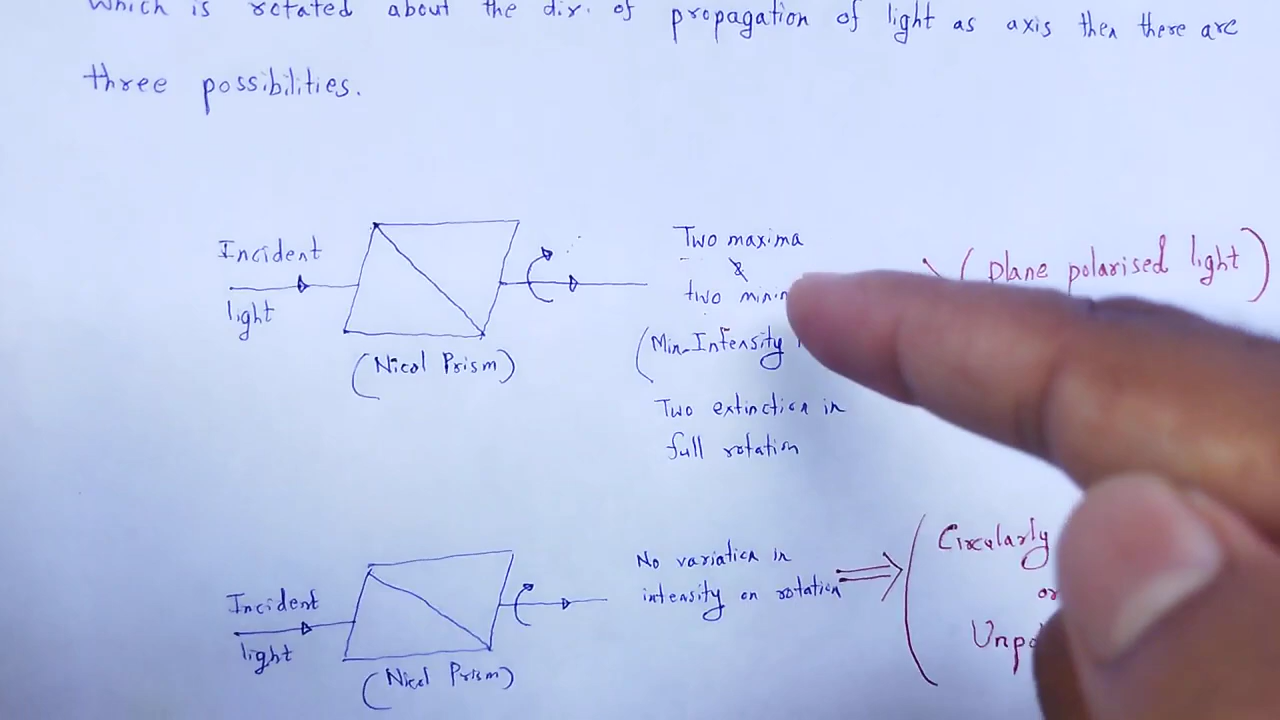 which is rotated about the dir. of propagation of light as axis then there are
three possibilities.
Incident
light
(Nicol Prism)
Two maxima
&
two
(Min-Intensity
Two extinction in
full rotation
(plane polarised light)
Incident
light
(Nicol Prism)
No variation in
intensity on rotation
(Circularly
or